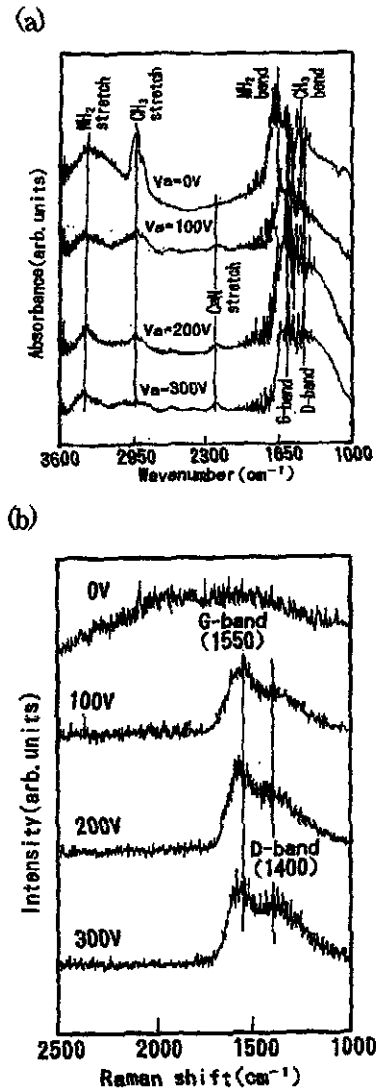 (a)
NH₂ stretch
CH₃ stretch
NH₂ bend
CH₃ bend
Va=0V
Va=100V
C≡N stretch
Va=200V
Va=300V
G-band
D-band
Absorbance(arb.units)
3600 2950 2300 1650 1000
Wavenumber(cm⁻¹)
(b)
0V
G-band
(1550)
100V
200V
D-band
(1400)
300V
Intensity(arb.units)
2500 2000 1500 1000
Raman shift(cm⁻¹)